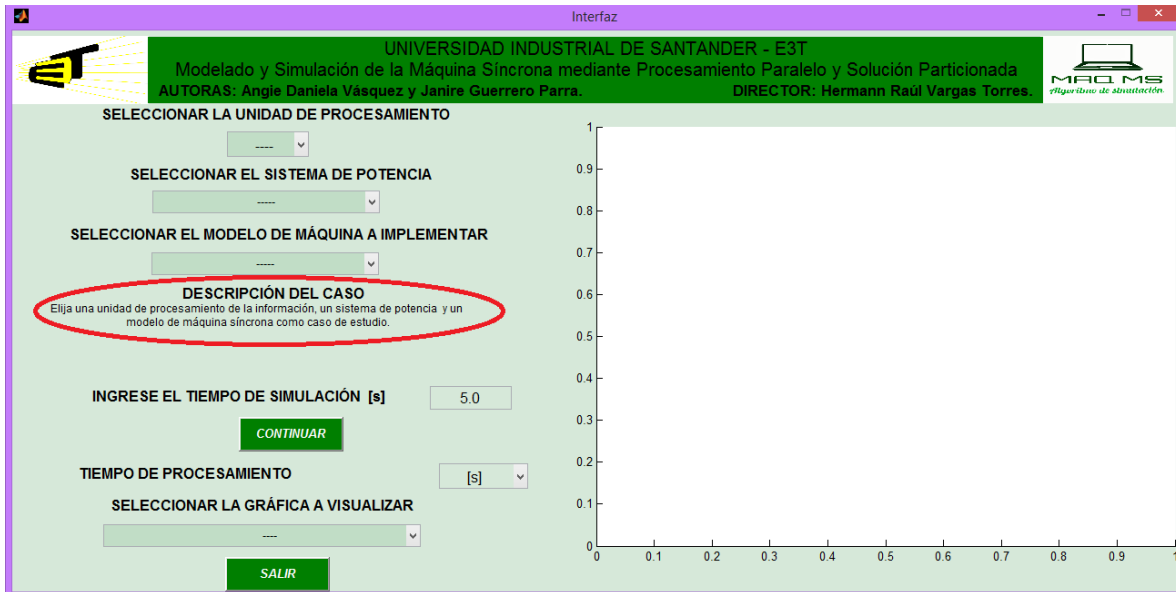 Interfaz
UNIVERSIDAD INDUSTRIAL DE SANTANDER - E3T
Modelado y Simulación de la Máquina Síncrona mediante Procesamiento Paralelo y Solución Particionada
AUTORAS: Angie Daniela Vásquez y Janire Guerrero Parra. DIRECTOR: Hermann Raúl Vargas Torres.
MAQ MS
Algoritmo de simulación.
SELECCIONAR LA UNIDAD DE PROCESAMIENTO
----
SELECCIONAR EL SISTEMA DE POTENCIA
-----
SELECCIONAR EL MODELO DE MÁQUINA A IMPLEMENTAR
-----
DESCRIPCIÓN DEL CASO
Elija una unidad de procesamiento de la información, un sistema de potencia y un
modelo de máquina síncrona como caso de estudio.
INGRESE EL TIEMPO DE SIMULACIÓN [s] 5.0
CONTINUAR
TIEMPO DE PROCESAMIENTO [s]
SELECCIONAR LA GRÁFICA A VISUALIZAR
----
SALIR
1
0.9
0.8
0.7
0.6
0.5
0.4
0.3
0.2
0.1
0
0 0.1 0.2 0.3 0.4 0.5 0.6 0.7 0.8 0.9 1